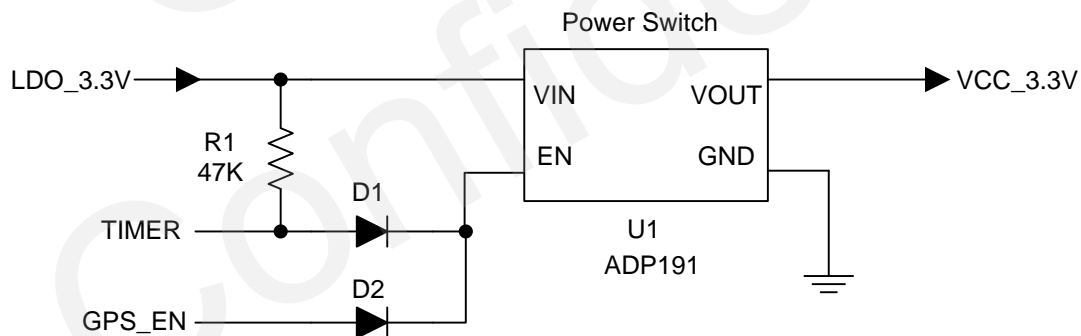 Power Switch
LDO_3.3V
VIN
VOUT
VCC_3.3V
R1
47K
EN
GND
D1
TIMER
U1
ADP191
D2
GPS_EN